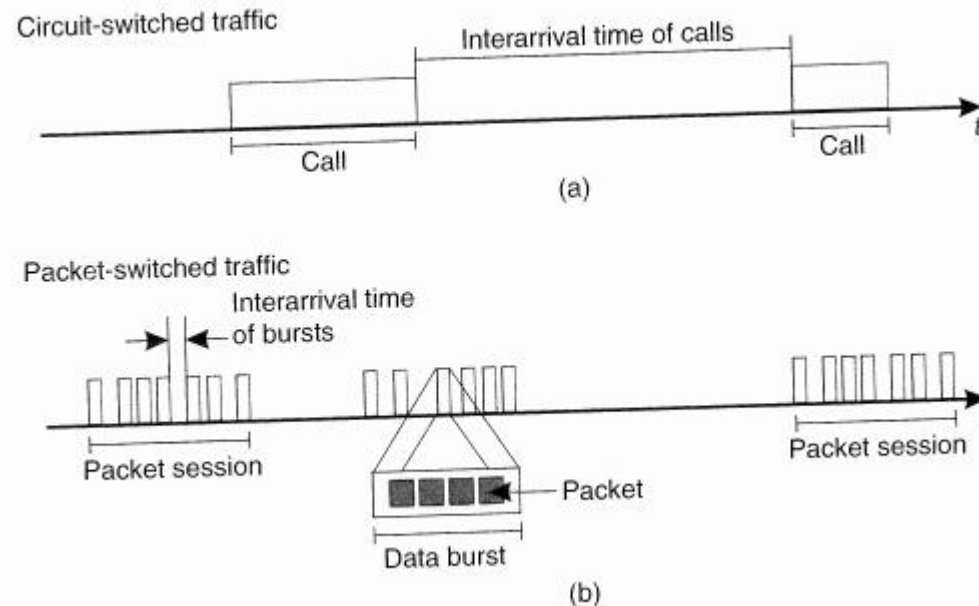 Circuit-switched traffic
Interarrival time of calls
Call
Call
t
(a)
Packet-switched traffic
Interarrival time
of bursts
Packet session
Packet session
Packet
Data burst
(b)